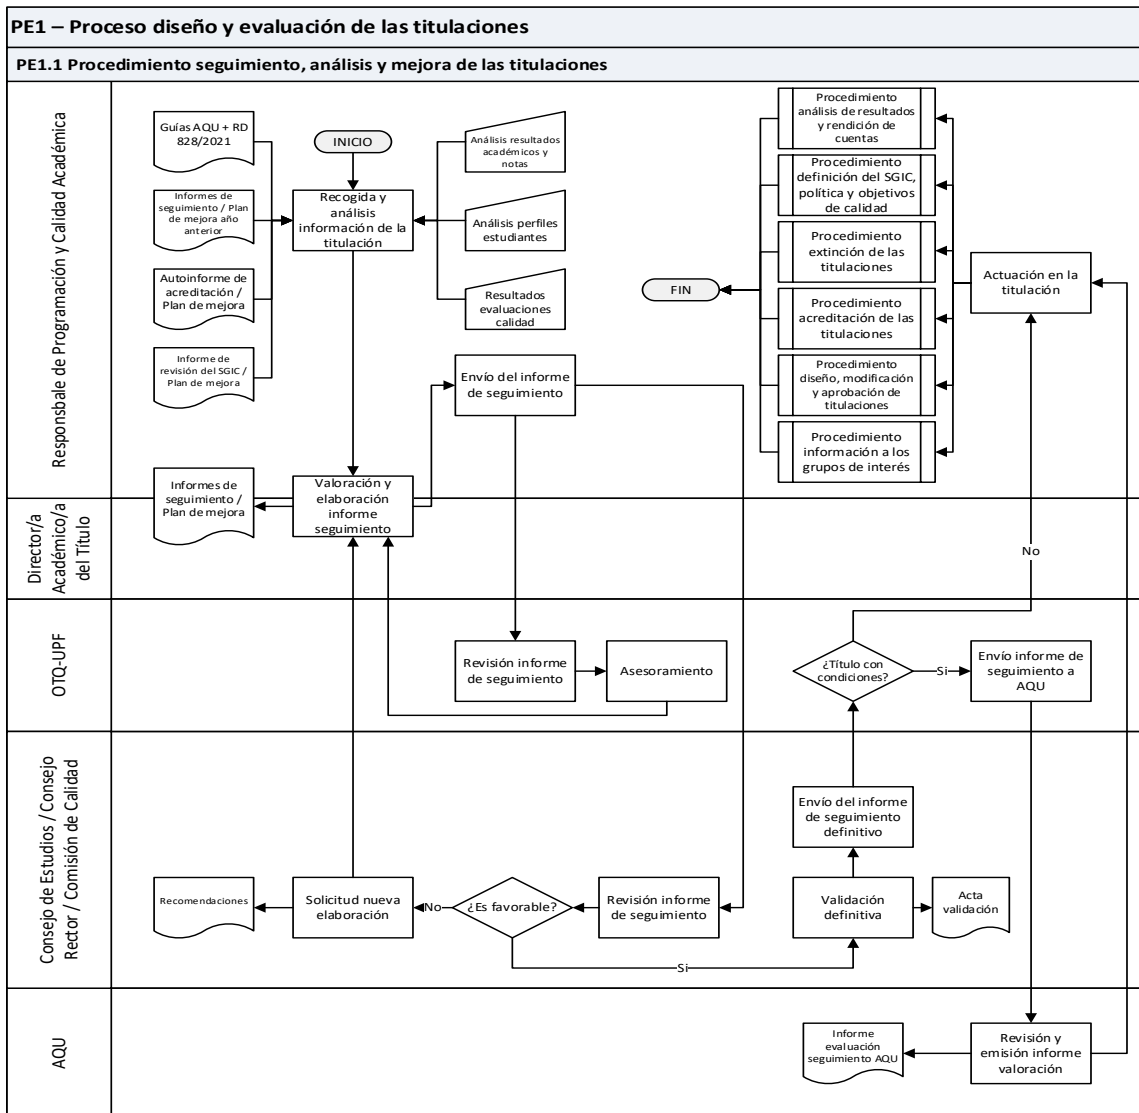 PE1 – Proceso diseño y evaluación de las titulaciones
PE1.1 Procedimiento seguimiento, análisis y mejora de las titulaciones
Responsbale de Programación y Calidad Académica
Guías AQU + RD
828/2021
Informes de
seguimiento / Plan
de mejora año
anterior
Autoinforme de
acreditación /
Plan de mejora
Informe de
revisión del SGIC /
Plan de mejora
INICIO
Recogida y
análisis
información de la
titulación
Análisis resultados
académicos y
notas
Análisis perfiles
estudiantes
Resultados
evaluaciones
calidad
Envío del informe
de seguimiento
FIN
Procedimiento
análisis de resultados
y rendición de
cuentas
Procedimiento
definición del SGIC,
política y objetivos
de calidad
Procedimiento
extinción de las
titulaciones
Procedimiento
acreditación de las
titulaciones
Procedimiento
diseño, modificación
y aprobación de
titulaciones
Procedimiento
información a los
grupos de interés
Actuación en la
titulación
Informes de
seguimiento /
Plan de mejora
Valoración y
elaboración
informe
seguimiento
Director/a
Académico/a
del Título
No
OTQ-UPF
Revisión informe
de seguimiento
Asesoramiento
¿Título con
condiciones?
Si
Envío informe de
seguimiento a
AQU
Consejo de Estudios / Consejo
Rector / Comisión de Calidad
Envío del informe
de seguimiento
definitivo
Recomendaciones
Solicitud nueva
elaboración
No
¿Es favorable?
Revisión informe
de seguimiento
Validación
definitiva
Acta
validación
Si
AQU
Informe
evaluación
seguimiento AQU
Revisión y
emisión informe
valoración